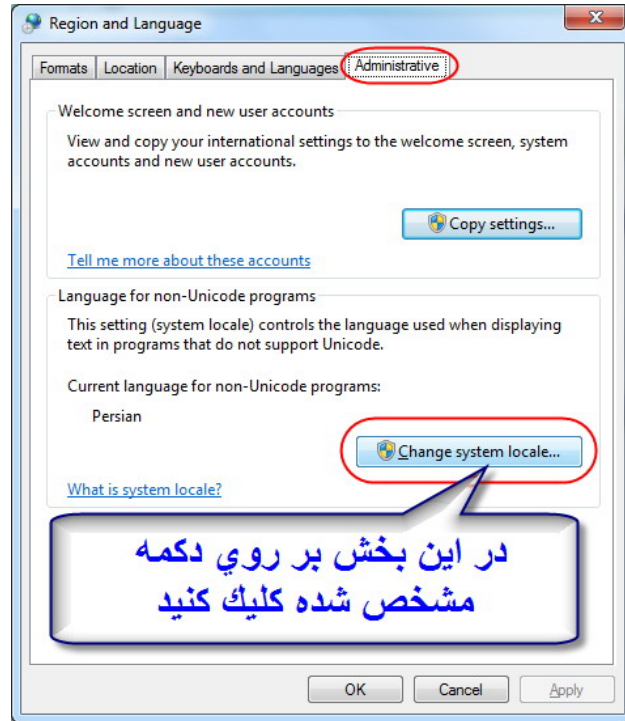 Region and Language
Formats Location Keyboards and Languages Administrative
Welcome screen and new user accounts
View and copy your international settings to the welcome screen, system
accounts and new user accounts.
Copy settings...
Tell me more about these accounts
Language for non-Unicode programs
This setting (system locale) controls the language used when displaying
text in programs that do not support Unicode.
Current language for non-Unicode programs:
Persian
Change system locale...
What is system locale?
در اين بخش بر روي دكمه
مشخص شده كليك كنيد
OK Cancel Apply